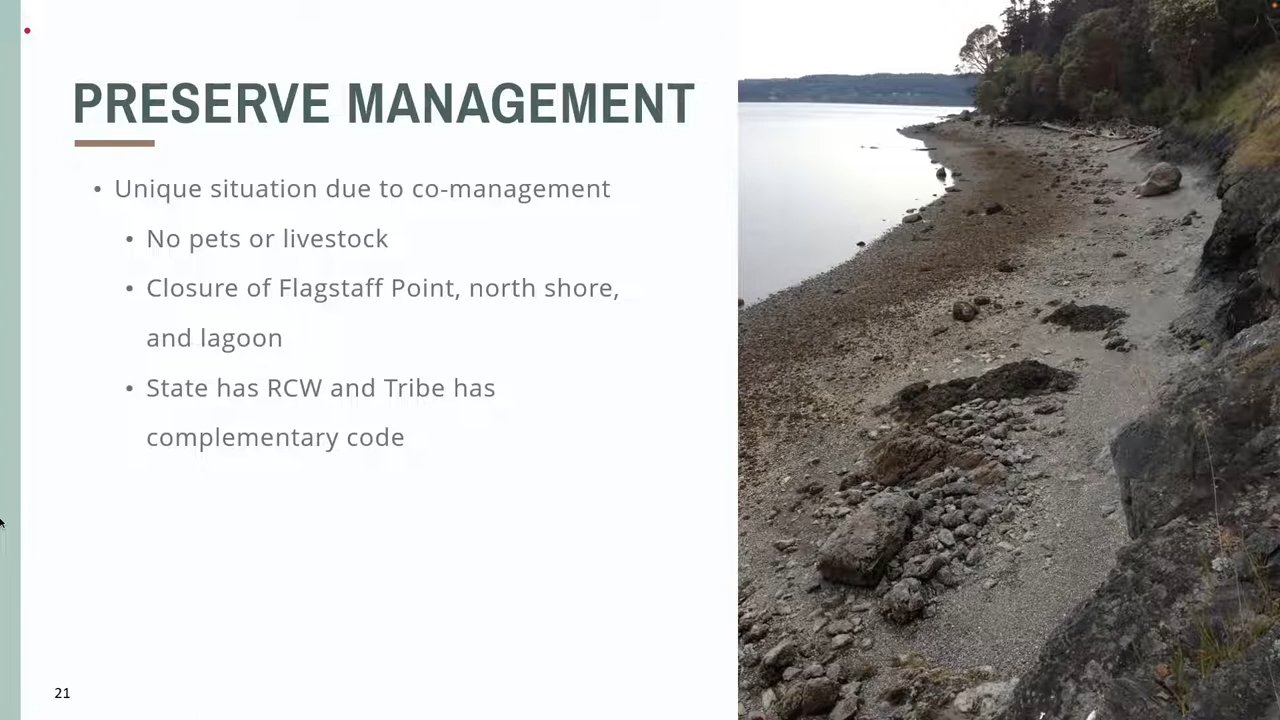 PRESERVE MANAGEMENT
• Unique situation due to co-management
• No pets or livestock
• Closure of Flagstaff Point, north shore,
and lagoon
• State has RCW and Tribe has
complementary code
21